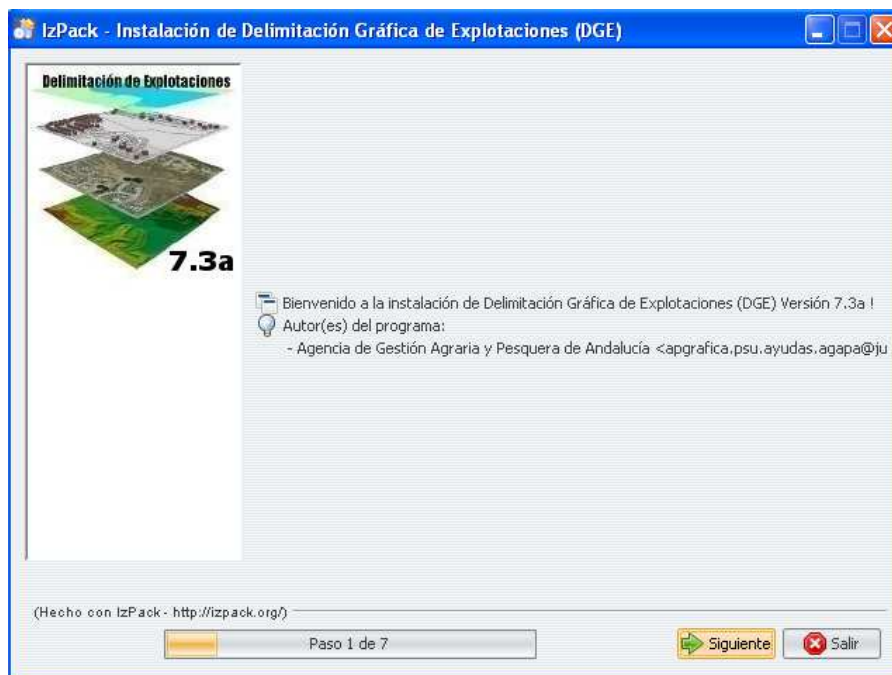 IzPack - Instalación de Delimitación Gráfica de Explotaciones (DGE)
Delimitación de Explotaciones
7.3a
Bienvenido a la instalación de Delimitación Gráfica de Explotaciones (DGE) Versión 7.3a !
Autor(es) del programa:
- Agencia de Gestión Agraria y Pesquera de Andalucía <apgrafica.psu.ayudas.agapa@ju
(Hecho con IzPack - http://izpack.org/)
Paso 1 de 7
Siguiente
Salir